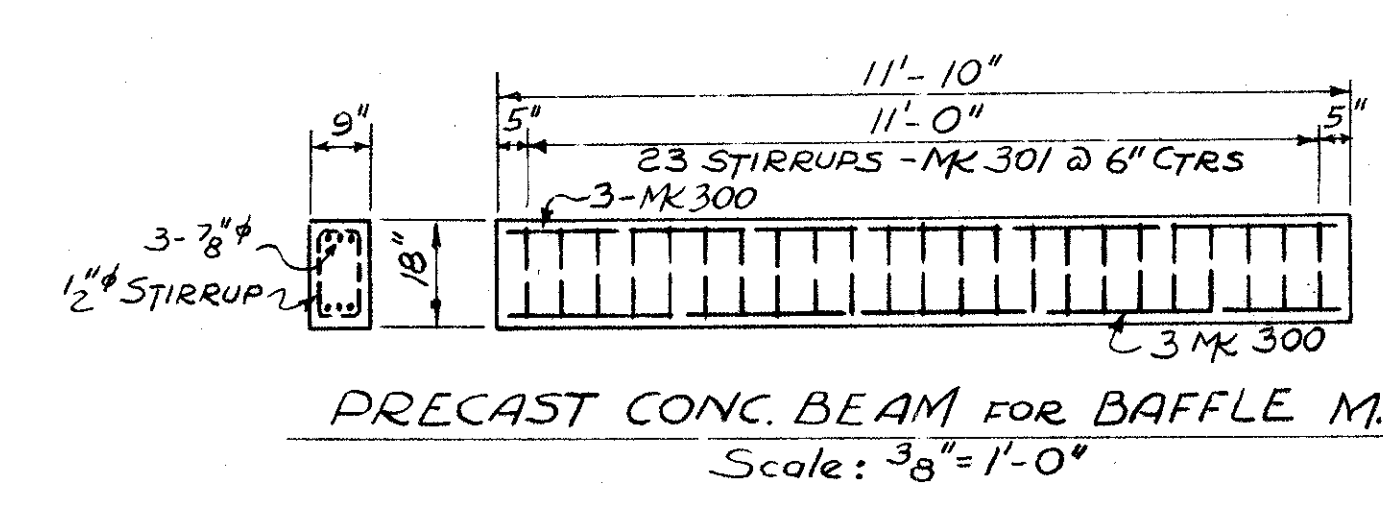 11'-10"
5" 11'-0" 5"
9"
23 STIRRUPS - MK 301 @ 6" CTRS
3-MK 300
3-7/8"φ
18"
1/2"φ STIRRUP
3 MK 300
PRECAST CONC. BEAM FOR BAFFLE M.
Scale: 3/8"=1'-0"